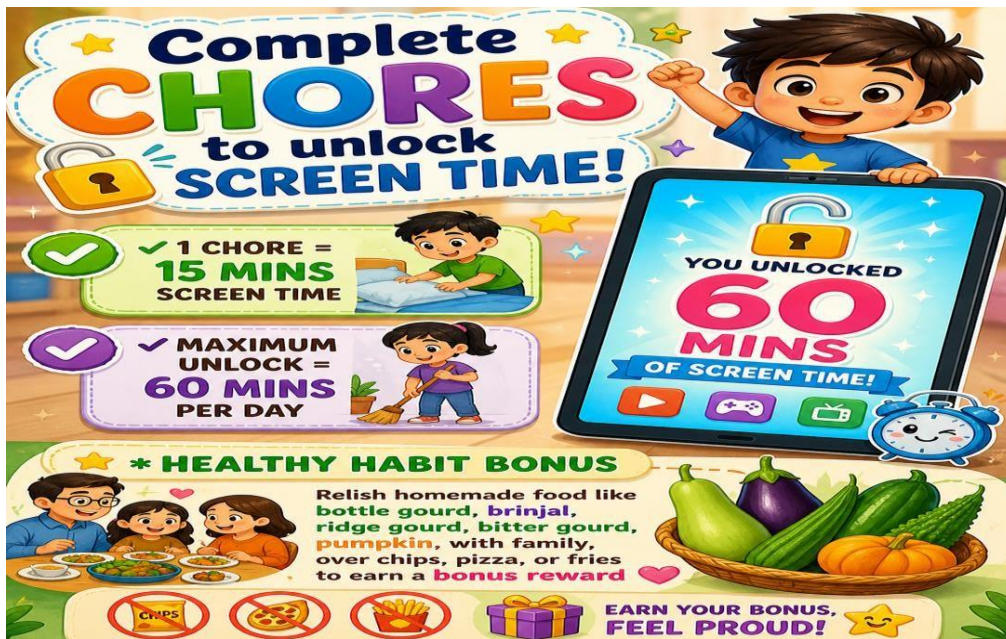 Complete
CHORES
to unlock
SCREEN TIME!
✓ 1 CHORE =
15 MINS
SCREEN TIME
✓ MAXIMUM
UNLOCK =
60 MINS
PER DAY
YOU UNLOCKED
60
MINS
OF SCREEN TIME!
* HEALTHY HABIT BONUS
Relish homemade food like
bottle gourd, brinjal,
ridge gourd, bitter gourd,
pumpkin, with family,
over chips, pizza, or fries
to earn a bonus reward
CHIPS
EARN YOUR BONUS,
FEEL PROUD!